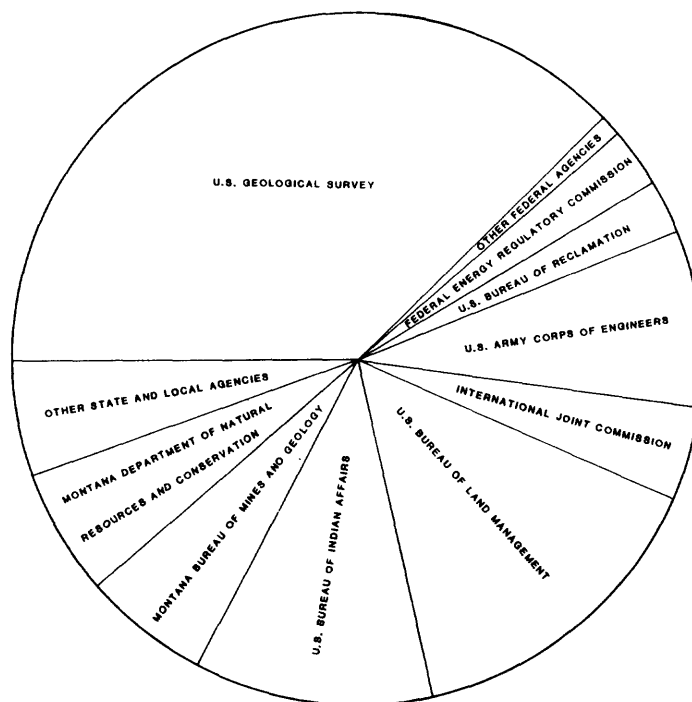 U.S. GEOLOGICAL SURVEY
OTHER FEDERAL AGENCIES
FEDERAL ENERGY REGULATORY COMMISSION
U.S. BUREAU OF RECLAMATION
U.S. ARMY CORPS OF ENGINEERS
INTERNATIONAL JOINT COMMISSION
U.S. BUREAU OF LAND MANAGEMENT
U.S. BUREAU OF INDIAN AFFAIRS
MONTANA BUREAU OF MINES AND GEOLOGY
MONTANA DEPARTMENT OF NATURAL
RESOURCES AND CONSERVATION
OTHER STATE AND LOCAL AGENCIES